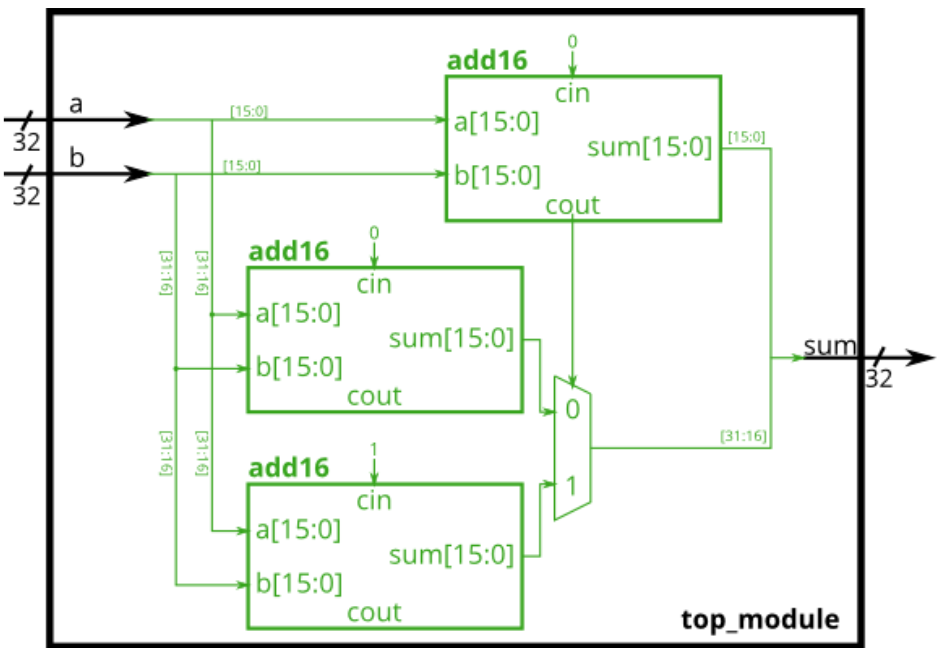 0
add16
cin
a
[15:0]
a[15:0]
32
sum[15:0]
[15:0]
b
[15:0]
b[15:0]
32
cout
0
add16
cin
[31:16]
[31:16]
a[15:0]
sum[15:0]
b[15:0]
cout
sum
32
0
[31:16]
[31:16]
[31:16]
1
add16
cin
1
a[15:0]
sum[15:0]
b[15:0]
cout
top_module